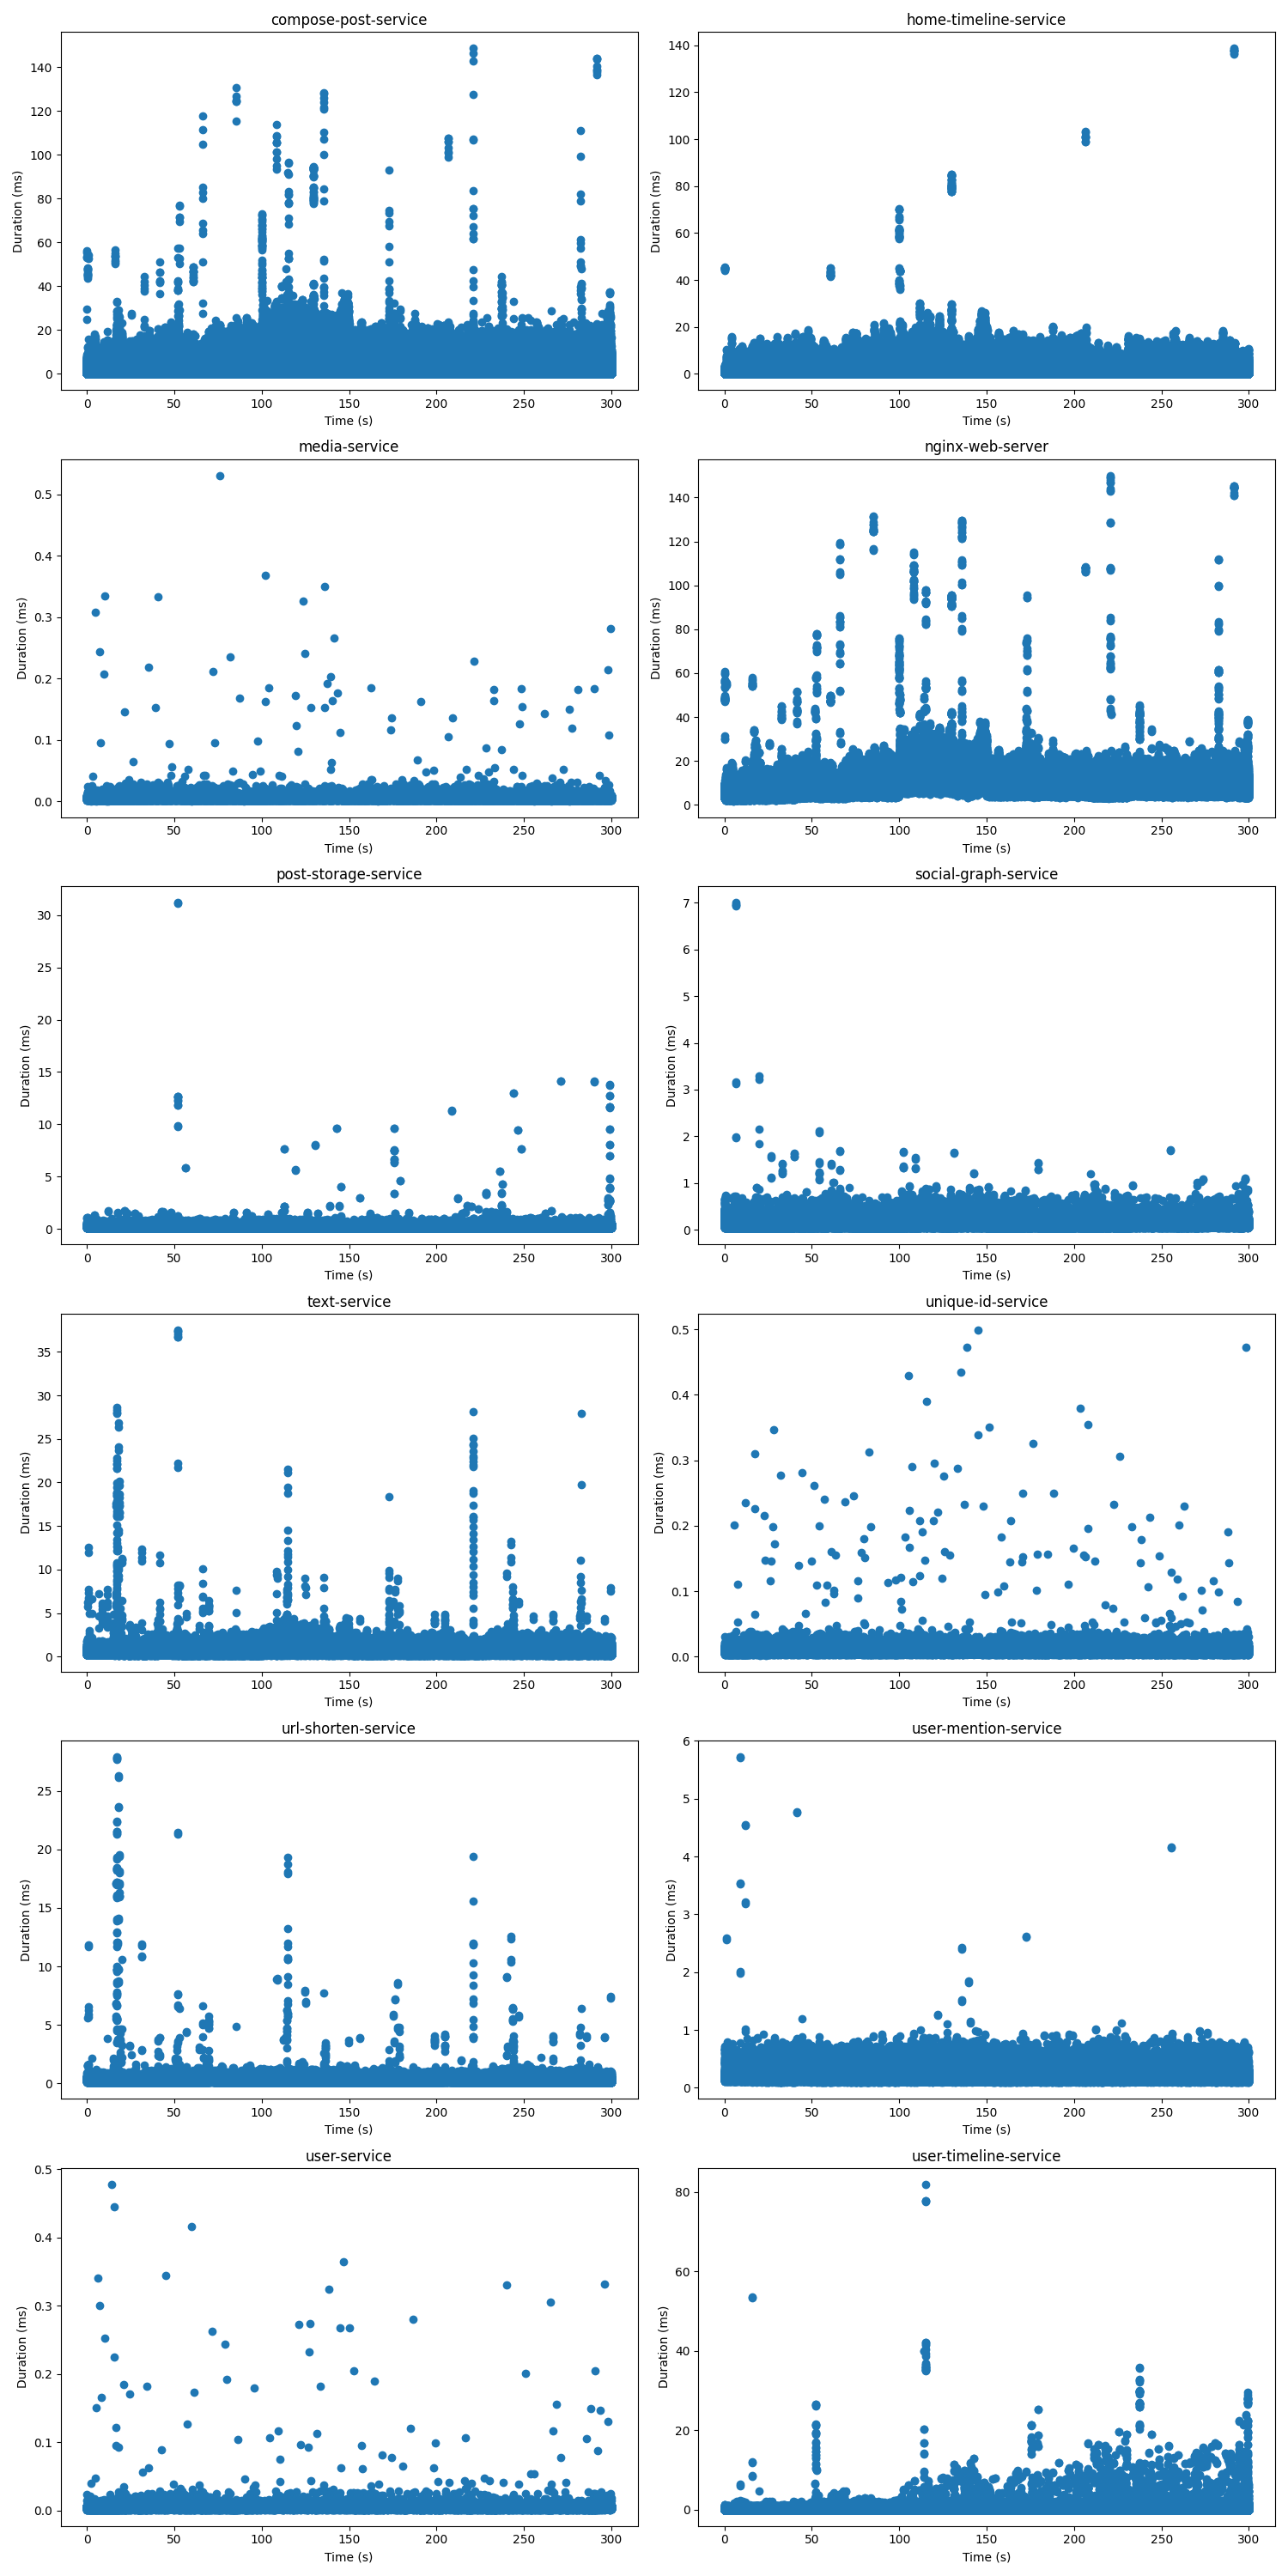 compose-post-service
Duration (ms)
140
120
100
80
60
40
20
0
0 50 100 150 200 250 300
Time (s)
home-timeline-service
Duration (ms)
140
120
100
80
60
40
20
0
0 50 100 150 200 250 300
Time (s)
media-service
Duration (ms)
0.5
0.4
0.3
0.2
0.1
0.0
0 50 100 150 200 250 300
Time (s)
nginx-web-server
Duration (ms)
140
120
100
80
60
40
20
0
0 50 100 150 200 250 300
Time (s)
post-storage-service
Duration (ms)
30
25
20
15
10
5
0
0 50 100 150 200 250 300
Time (s)
social-graph-service
Duration (ms)
7
6
5
4
3
2
1
0
0 50 100 150 200 250 300
Time (s)
text-service
Duration (ms)
35
30
25
20
15
10
5
0
0 50 100 150 200 250 300
Time (s)
unique-id-service
Duration (ms)
0.5
0.4
0.3
0.2
0.1
0.0
0 50 100 150 200 250 300
Time (s)
url-shorten-service
Duration (ms)
25
20
15
10
5
0
0 50 100 150 200 250 300
Time (s)
user-mention-service
Duration (ms)
6
5
4
3
2
1
0
0 50 100 150 200 250 300
Time (s)
user-service
Duration (ms)
0.5
0.4
0.3
0.2
0.1
0.0
0 50 100 150 200 250 300
Time (s)
user-timeline-service
Duration (ms)
80
60
40
20
0
0 50 100 150 200 250 300
Time (s)